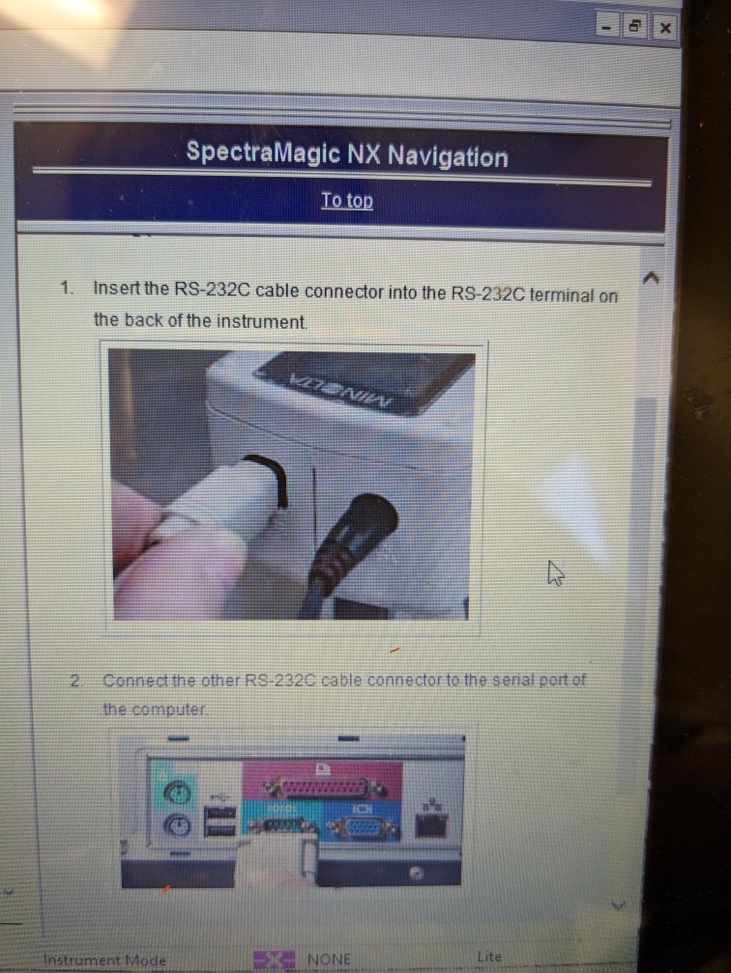 SpectraMagic NX Navigation
To top
1. Insert the RS-232C cable connector into the RS-232C terminal on
the back of the instrument.
MINOLTA
2. Connect the other RS-232C cable connector to the serial port of
the computer.
Instrument Mode
NONE
Lite